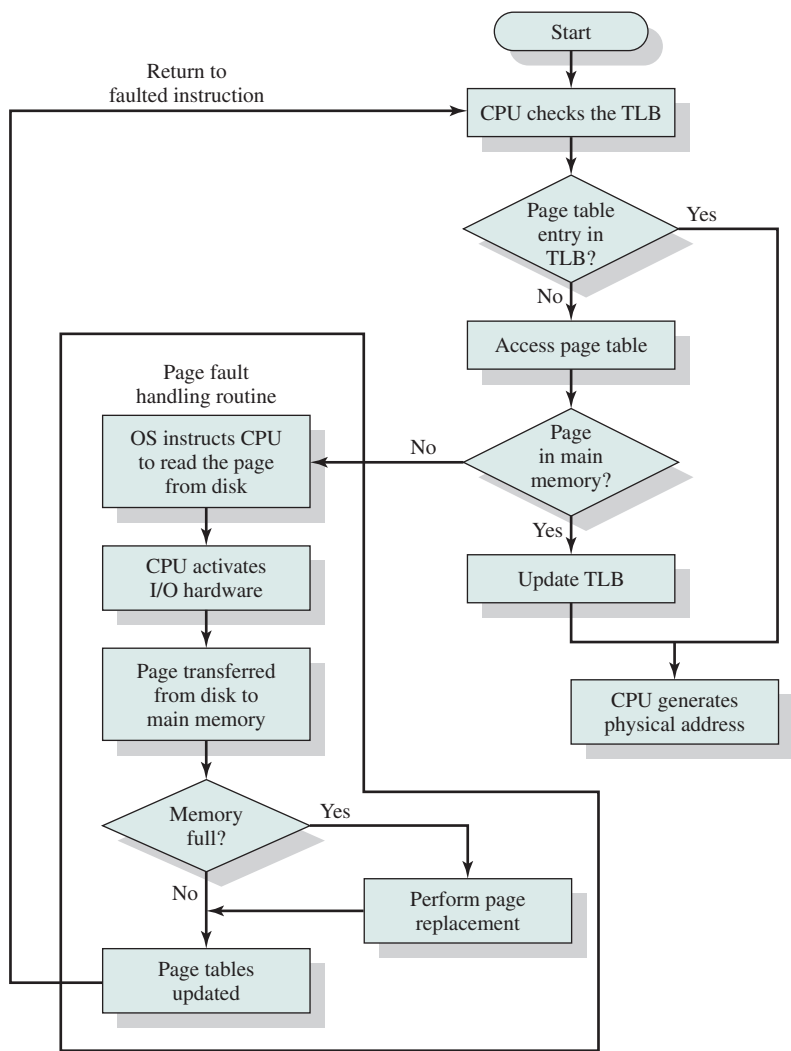 Start
Return to
faulted instruction
CPU checks the TLB
Page table
entry in
TLB?
Yes
No
Access page table
Page fault
handling routine
OS instructs CPU
to read the page
from disk
No
Page
in main
memory?
Yes
CPU activates
I/O hardware
Update TLB
Page transferred
from disk to
main memory
CPU generates
physical address
Memory
full?
Yes
No
Perform page
replacement
Page tables
updated